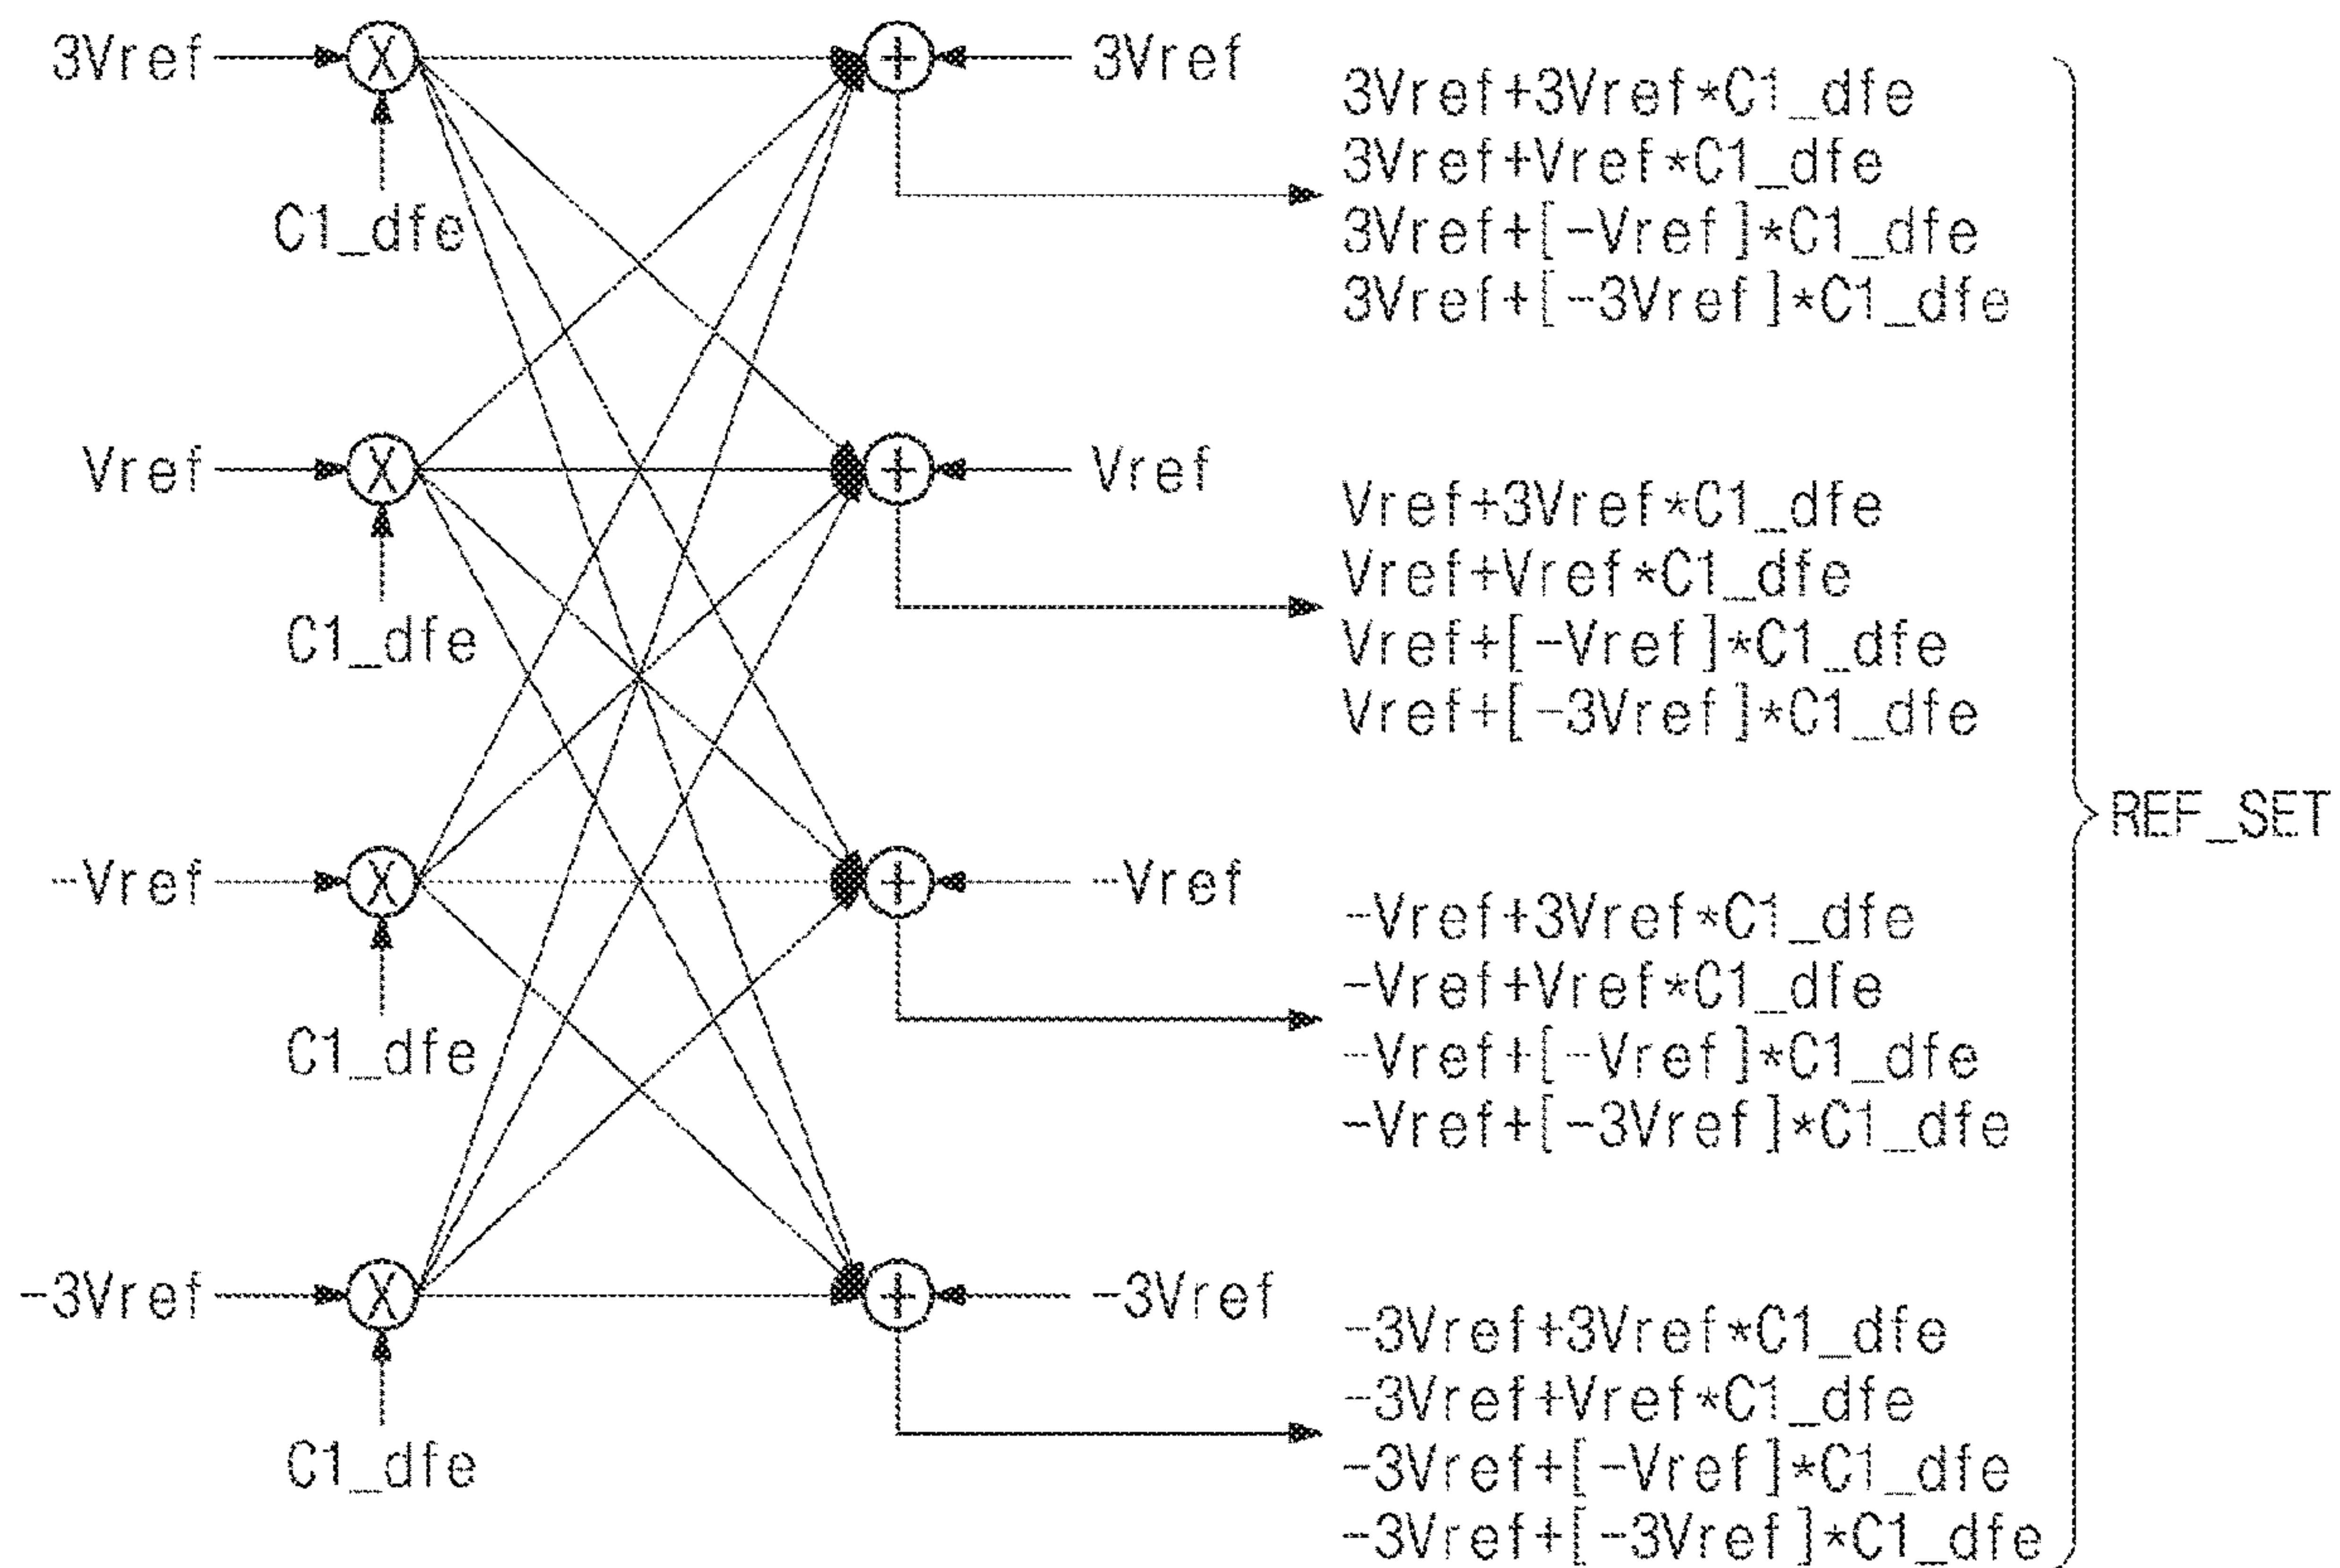 3Vref
X
+
3Vref
C1_dfe
3Vref+3Vref*C1_dfe
3Vref+Vref*C1_dfe
3Vref+[-Vref]*C1_dfe
3Vref+[-3Vref]*C1_dfe
Vref
X
+
Vref
C1_dfe
Vref+3Vref*C1_dfe
Vref+Vref*C1_dfe
Vref+[-Vref]*C1_dfe
Vref+[-3Vref]*C1_dfe
REF_SET
-Vref
X
+
-Vref
C1_dfe
-Vref+3Vref*C1_dfe
-Vref+Vref*C1_dfe
-Vref+[-Vref]*C1_dfe
-Vref+[-3Vref]*C1_dfe
-3Vref
X
+
-3Vref
C1_dfe
-3Vref+3Vref*C1_dfe
-3Vref+Vref*C1_dfe
-3Vref+[-Vref]*C1_dfe
-3Vref+[-3Vref]*C1_dfe